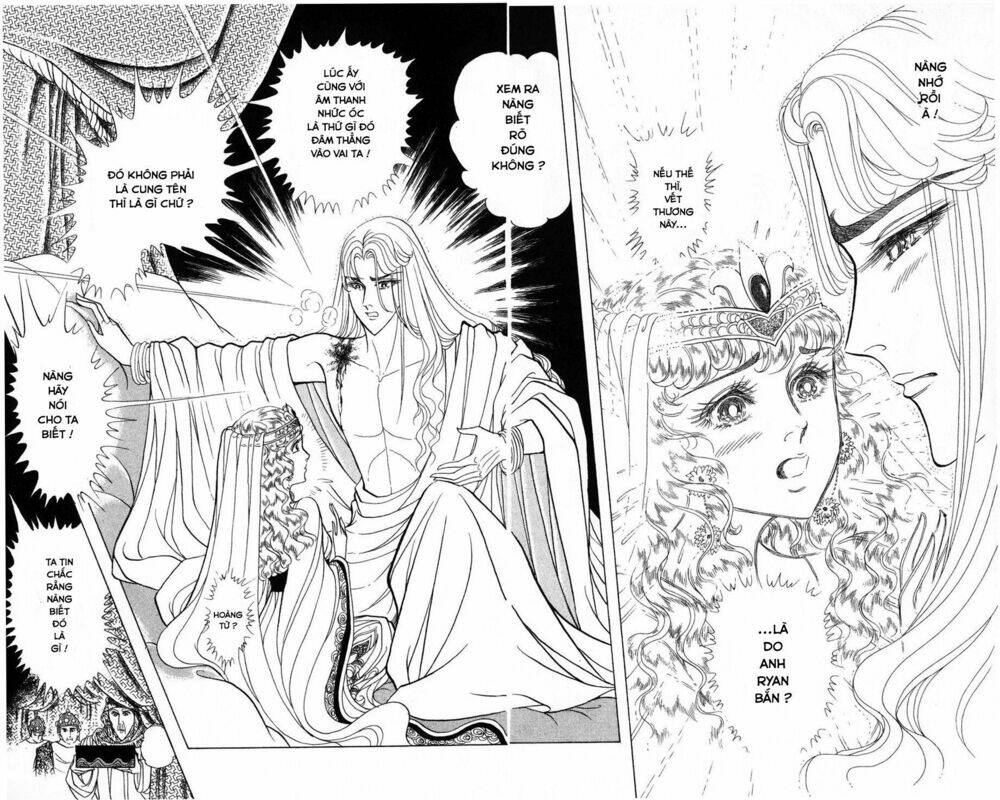 NÀNG
NHỚ
RỒI
À !
NẾU THẾ
THÌ,
VẾT
THƯƠNG
NÀY...
...LÀ
DO
ANH
RYAN
BẮN ?
XEM RA
NÀNG
BIẾT
RÕ
ĐÚNG
KHÔNG ?
LÚC ẤY
CÙNG VỚI
ÂM THANH
NHỨC ÓC
LÀ THỨ GÌ ĐÓ
ĐÂM THẲNG
VÀO VAI TA !
ĐÓ KHÔNG PHẢI
LÀ CUNG TÊN
THÌ LÀ GÌ CHỨ ?
NÀNG
HÃY
NÓI
CHO TA
BIẾT !
HOÀNG
TỬ ?
TA TIN
CHẮC
RẰNG
NÀNG
BIẾT
ĐÓ
LÀ
GÌ !